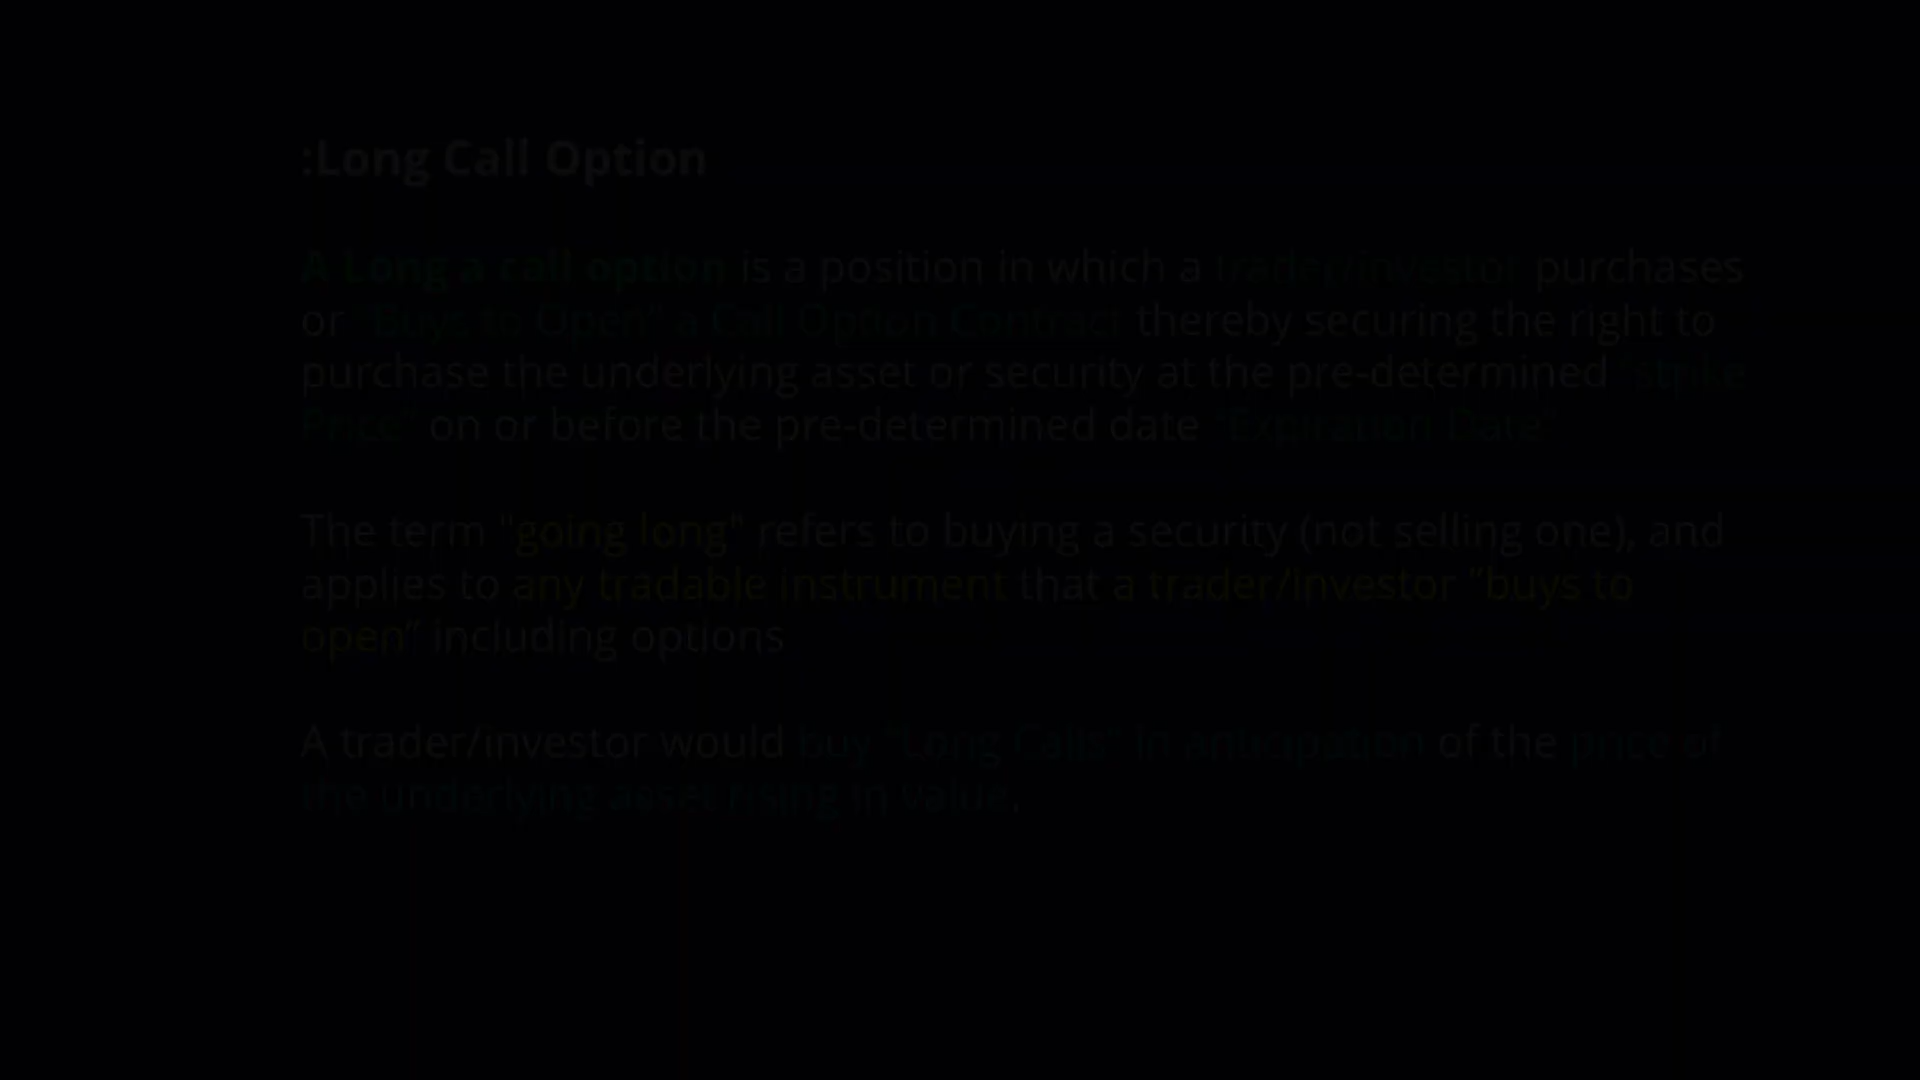 :Long Call Option
A Long a call option is a position in which a trader/investor purchases
or "Buys to Open" a Call Option Contract thereby securing the right to
purchase the underlying asset or security at the pre-determined "strike
Price" on or before the pre-determined date "Expiration Date"
The term "going long" refers to buying a security (not selling one), and
applies to any tradable instrument that a trader/investor "buys to
open" including options
A trader/investor would buy "Long Calls" in anticipation of the price of
the underlying asset rising in value.